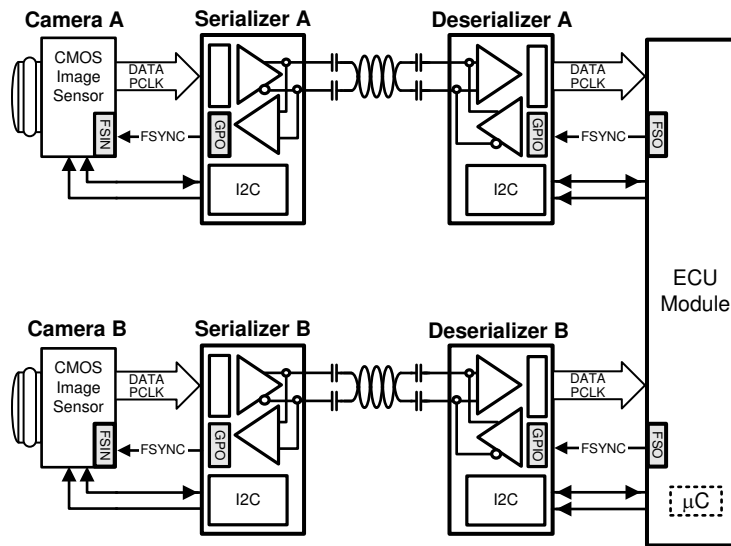 Camera A
Serializer A
Deserializer A
CMOS
Image
Sensor
DATA
PCLK
DATA
PCLK
FSIN
FSYNC
GPO
GPIO
FSYNC
FSO
I2C
I2C
ECU
Module
Camera B
Serializer B
Deserializer B
CMOS
Image
Sensor
DATA
PCLK
DATA
PCLK
FSIN
FSYNC
GPO
GPIO
FSYNC
FSO
I2C
I2C
µC